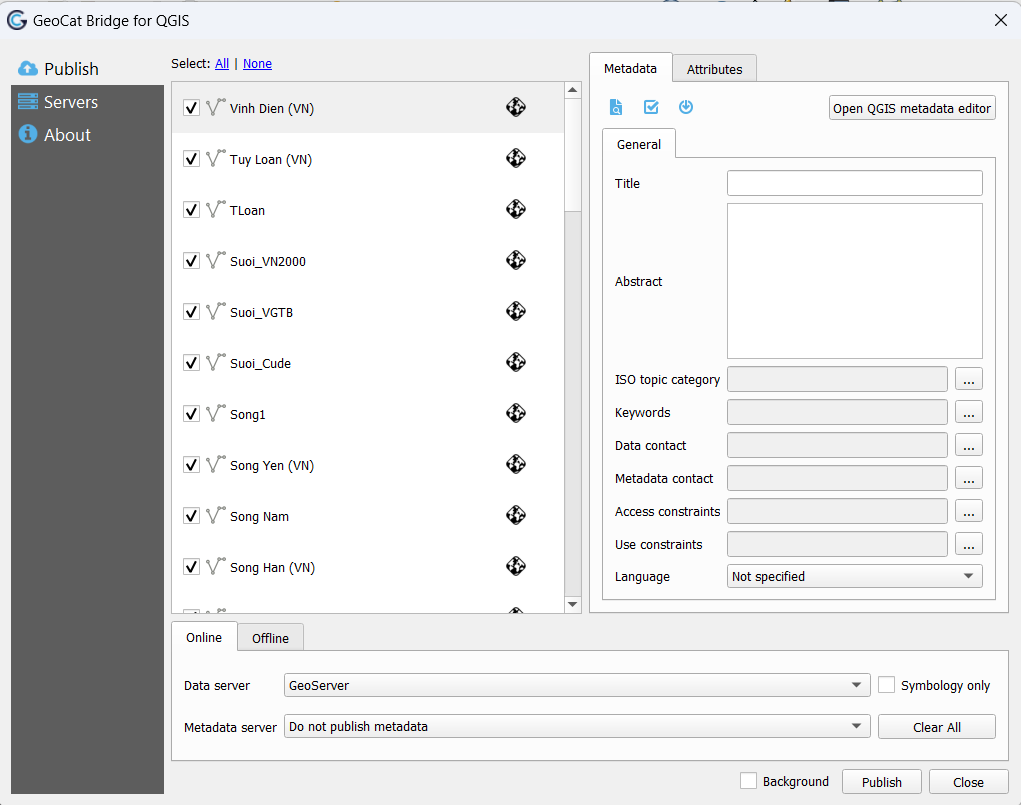 GeoCat Bridge for QGIS
Publish
Servers
About
Select: All | None
Vinh Dien (VN)
Tuy Loan (VN)
TLoan
Suoi_VN2000
Suoi_VGTB
Suoi_Cude
Song1
Song Yen (VN)
Song Nam
Song Han (VN)
Metadata
Attributes
Open QGIS metadata editor
General
Title
Abstract
ISO topic category
...
Keywords
...
Data contact
...
Metadata contact
...
Access constraints
...
Use constraints
...
Language
Not specified
Online
Offline
Data server
GeoServer
Symbology only
Metadata server
Do not publish metadata
Clear All
Background
Publish
Close